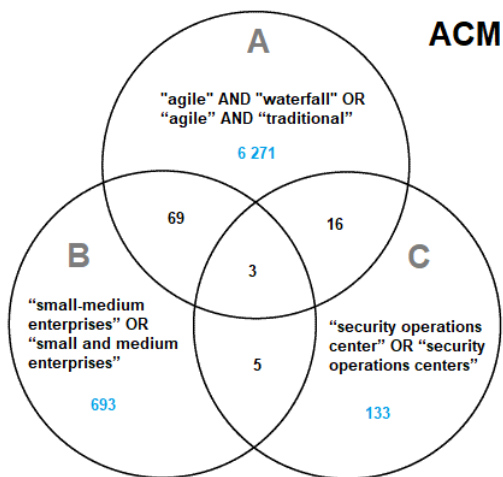 ACM
A
"agile" AND "waterfall" OR
“agile” AND “traditional”
6 271
69
16
3
B
C
“small-medium
enterprises” OR
“small and medium
enterprises”
“security operations
center” OR “security
operations centers”
5
693
133